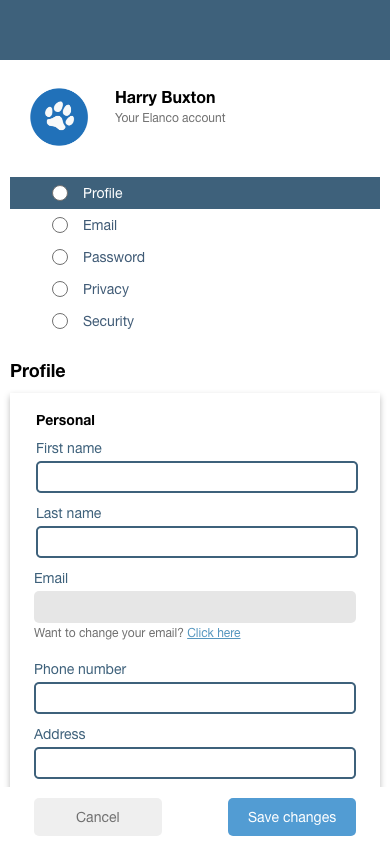 Harry Buxton
Your Elanco account
Profile
Email
Password
Privacy
Security
Profile
Personal
First name
Last name
Email
Want to change your email? Click here
Phone number
Address
Cancel
Save changes